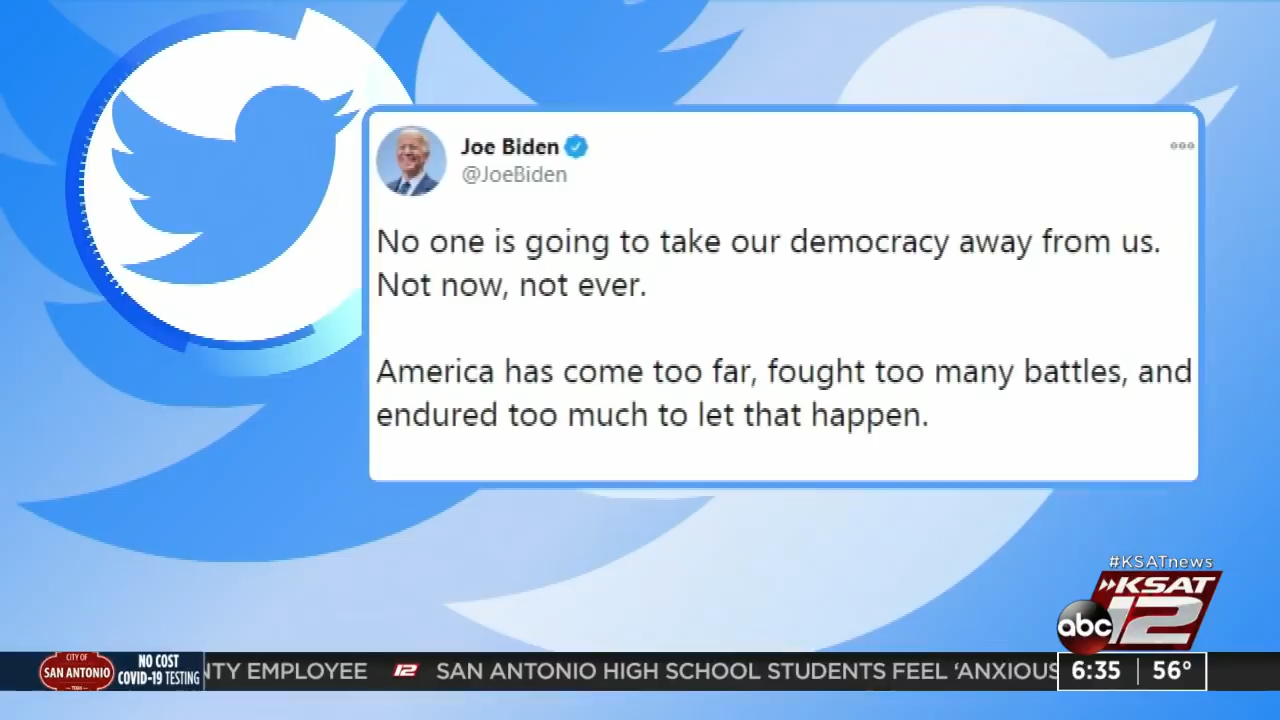 Joe Biden
@JoeBiden
No one is going to take our democracy away from us.
Not now, not ever.
America has come too far, fought too many battles, and
endured too much to let that happen.
#KSATnews
KSAT
abc 12
CITY OF
SAN ANTONIO
TEXAS
NO COST
COVID-19 TESTING
NTY EMPLOYEE 12 SAN ANTONIO HIGH SCHOOL STUDENTS FEEL ‘ANXIOUS
6:35 56°